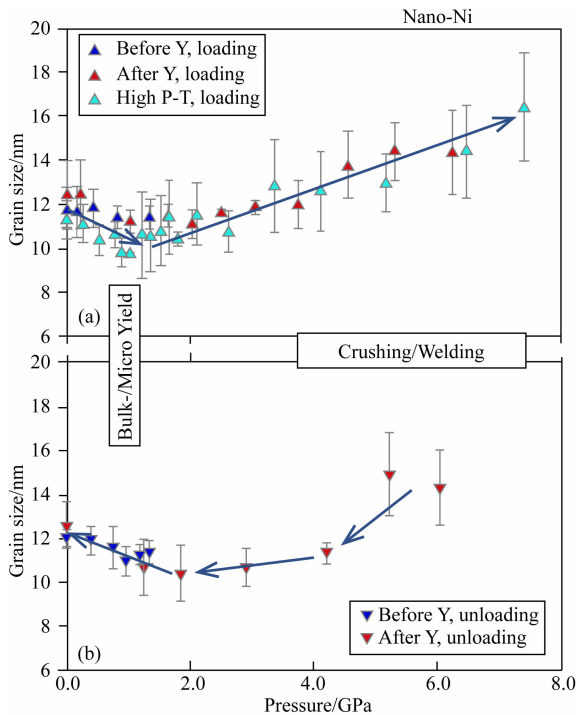 Nano-Ni
20
Before Y, loading
After Y, loading
High P-T, loading
18
16
14
12
10
8
6
Grain size/nm
(a)
Bulk-/Micro Yield
Crushing/Welding
20
18
16
14
12
10
8
6
Grain size/nm
Before Y, unloading
After Y, unloading
(b)
0.0 2.0 4.0 6.0 8.0
Pressure/GPa